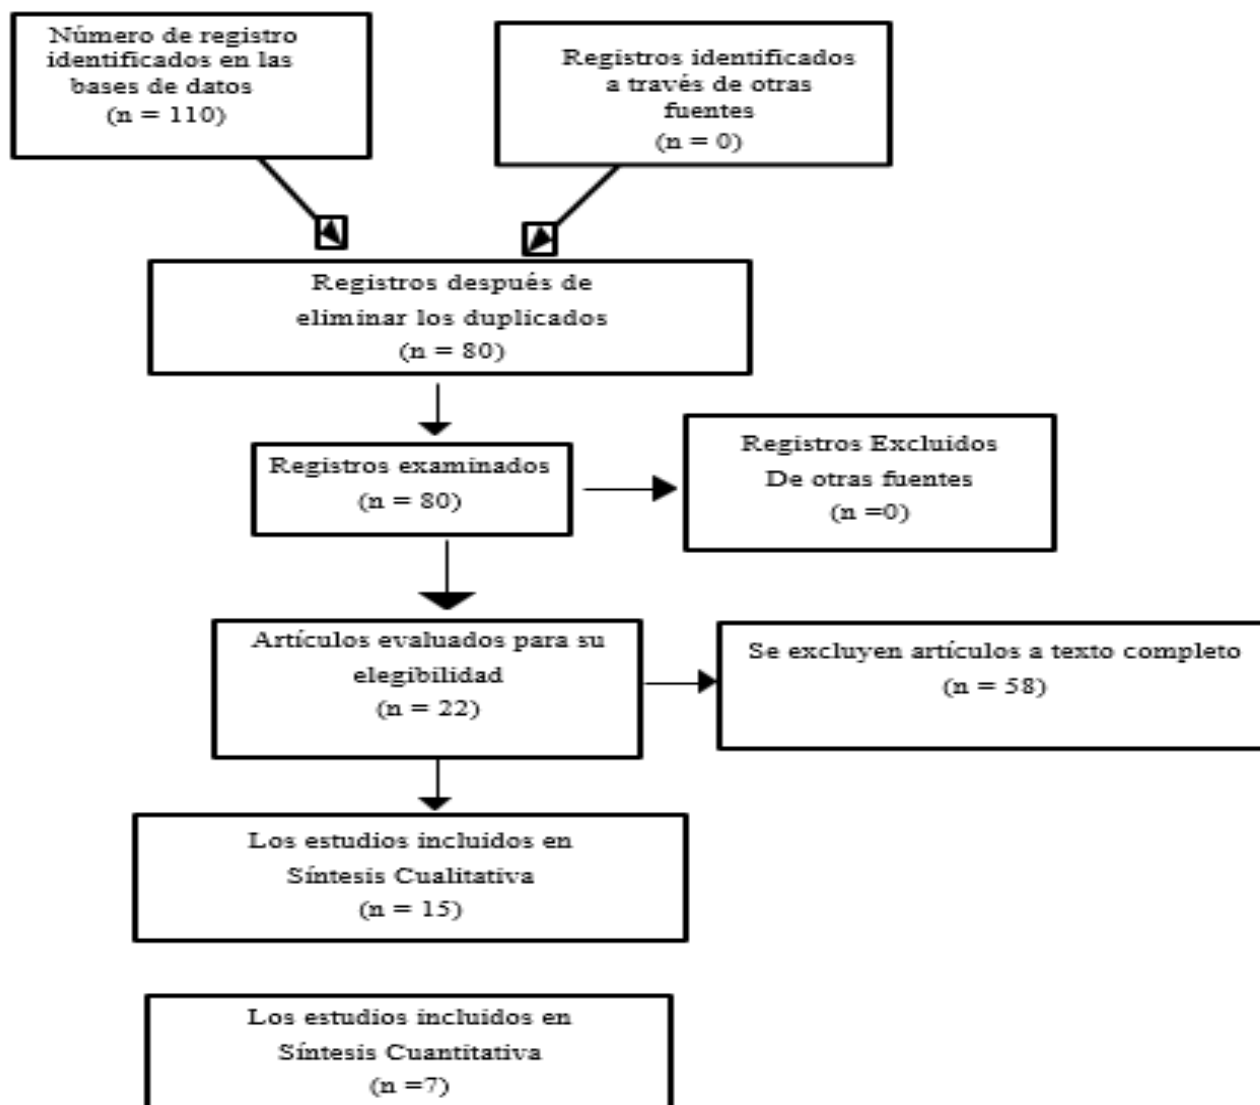 Número de registro
identificados en las
bases de datos
(n = 110)
Registros identificados
a través de otras
fuentes
(n = 0)
Registros después de
eliminar los duplicados
(n = 80)
Registros examinados
(n = 80)
Registros Excluidos
De otras fuentes
(n =0)
Artículos evaluados para su
elegibilidad
(n = 22)
Se excluyen artículos a texto completo
(n = 58)
Los estudios incluidos en
Síntesis Cualitativa
(n = 15)
Los estudios incluidos en
Síntesis Cuantitativa
(n =7)